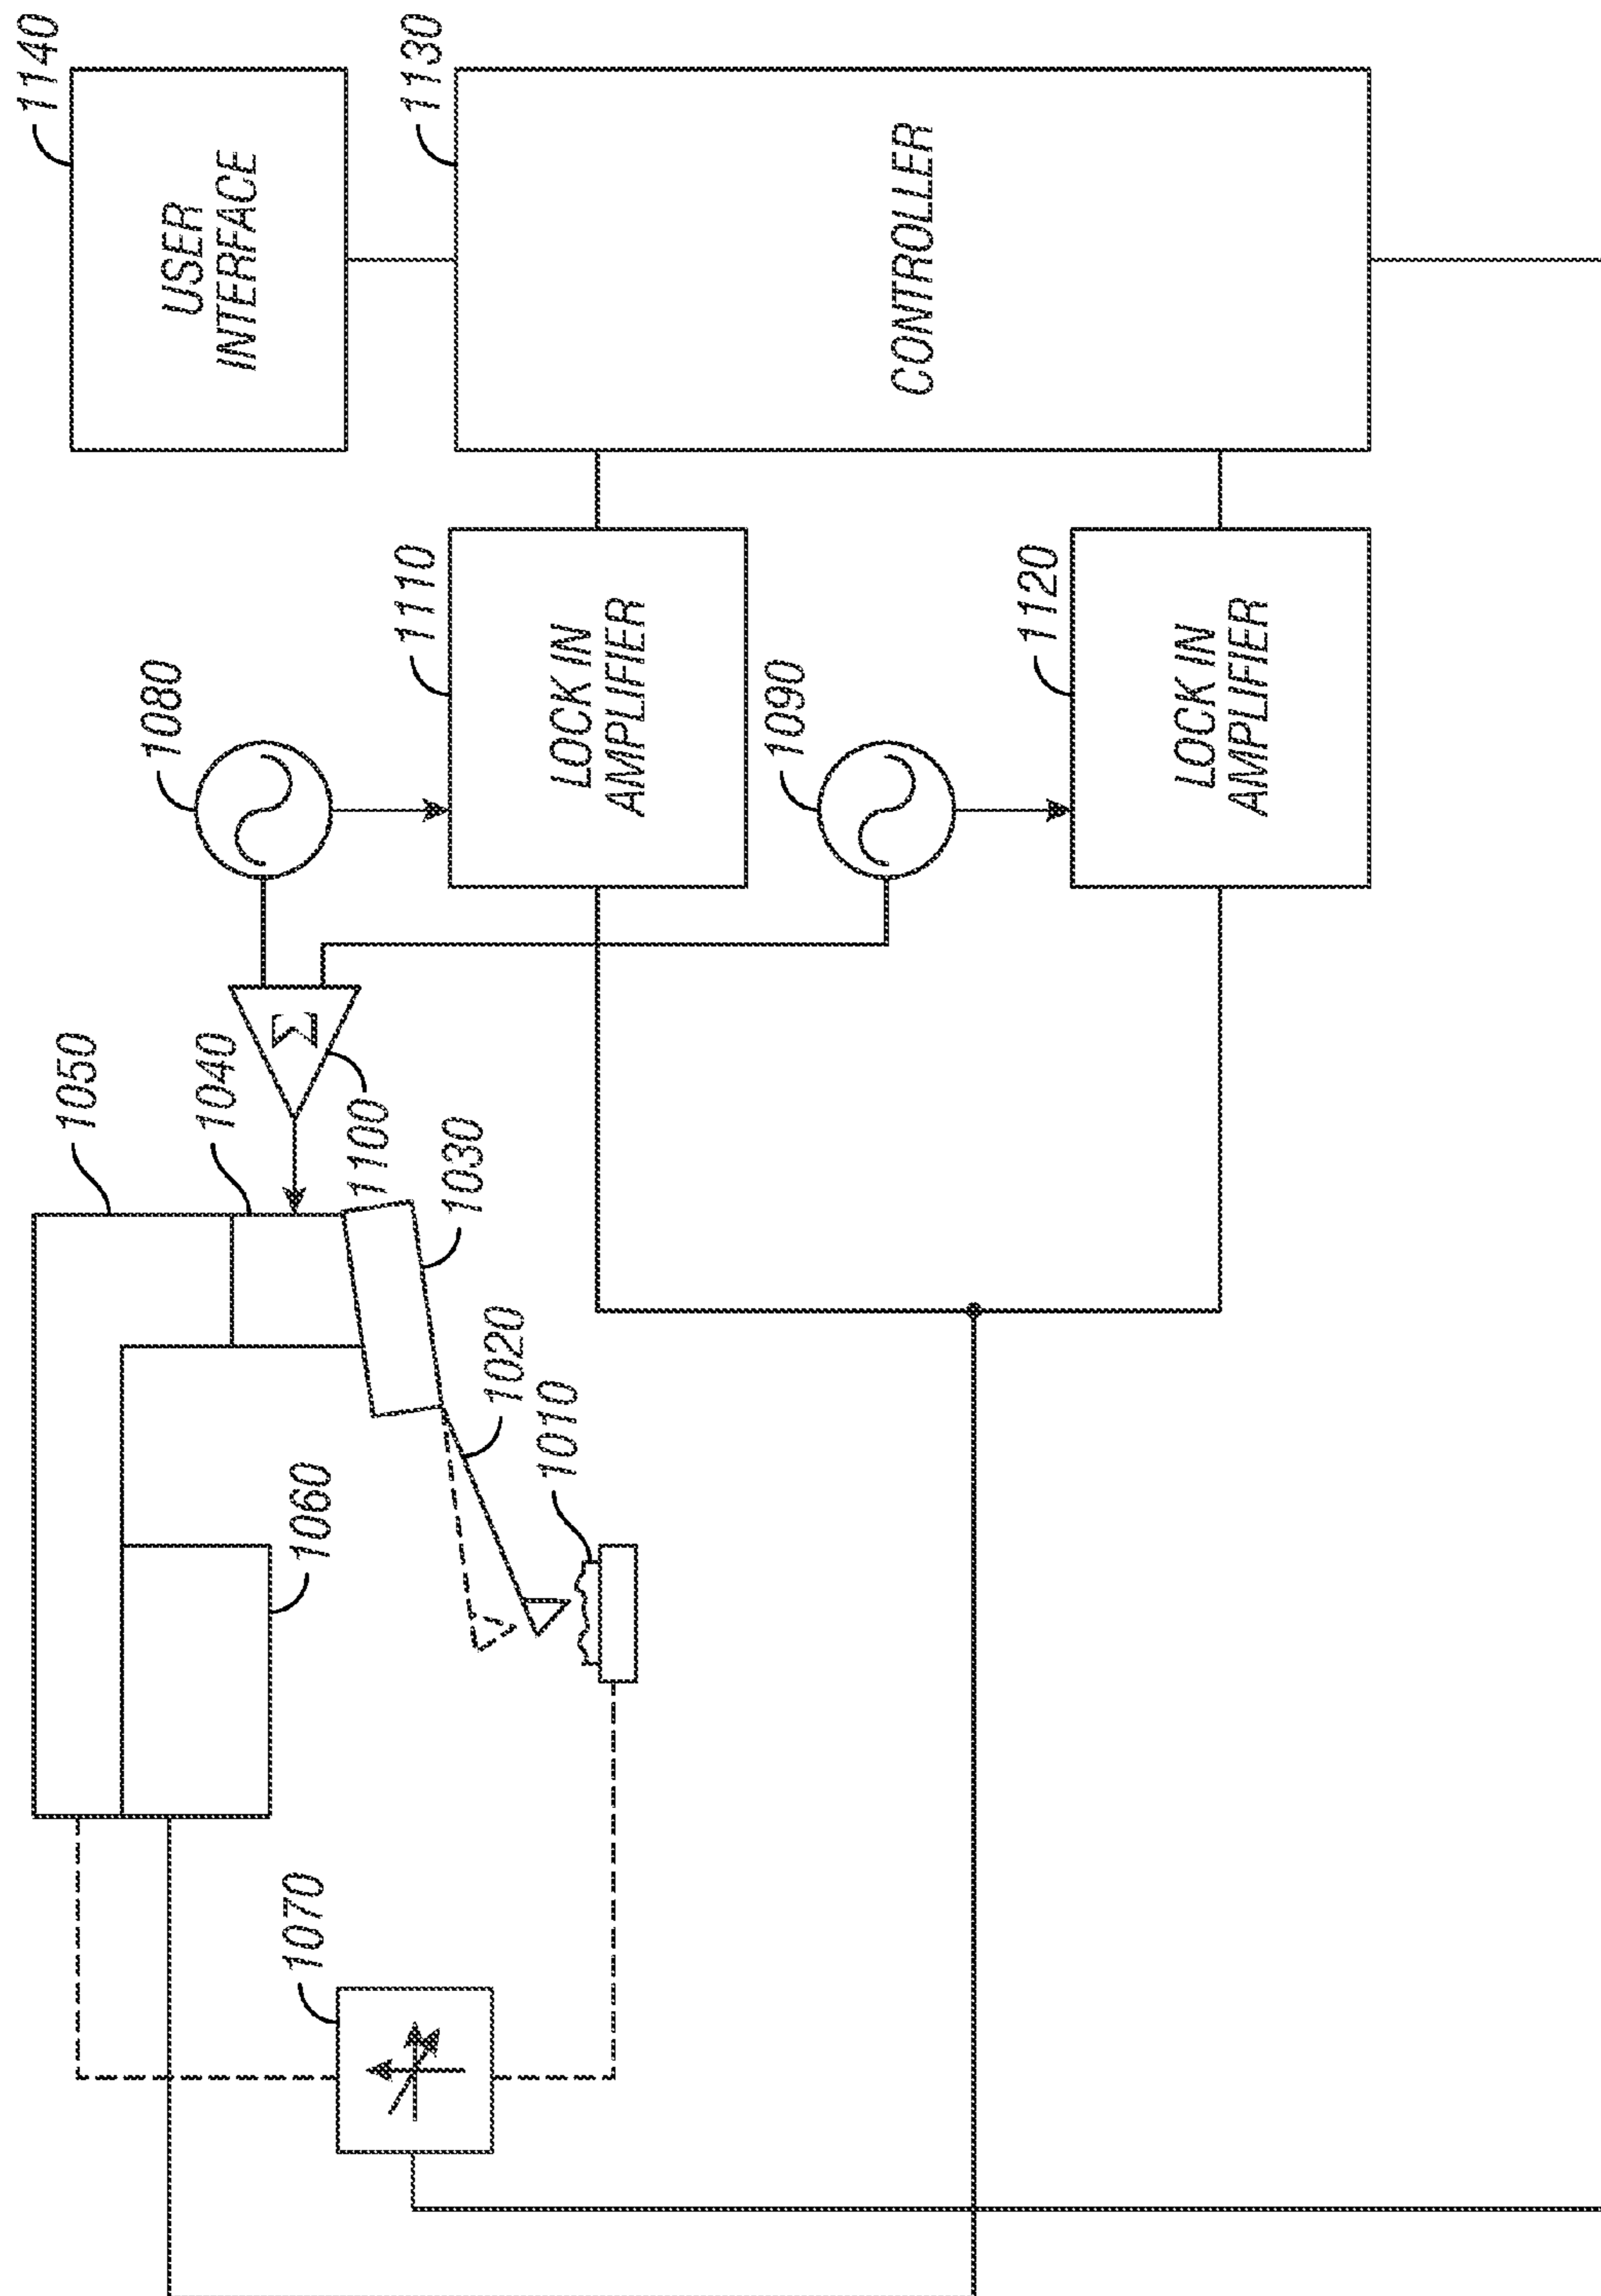 1050
1040
1080
1140
USER
INTERFACE
1060
1070
1100
1030
1020
1010
1110
LOCK IN
AMPLIFIER
1130
CONTROLLER
1090
1120
LOCK IN
AMPLIFIER
Σ